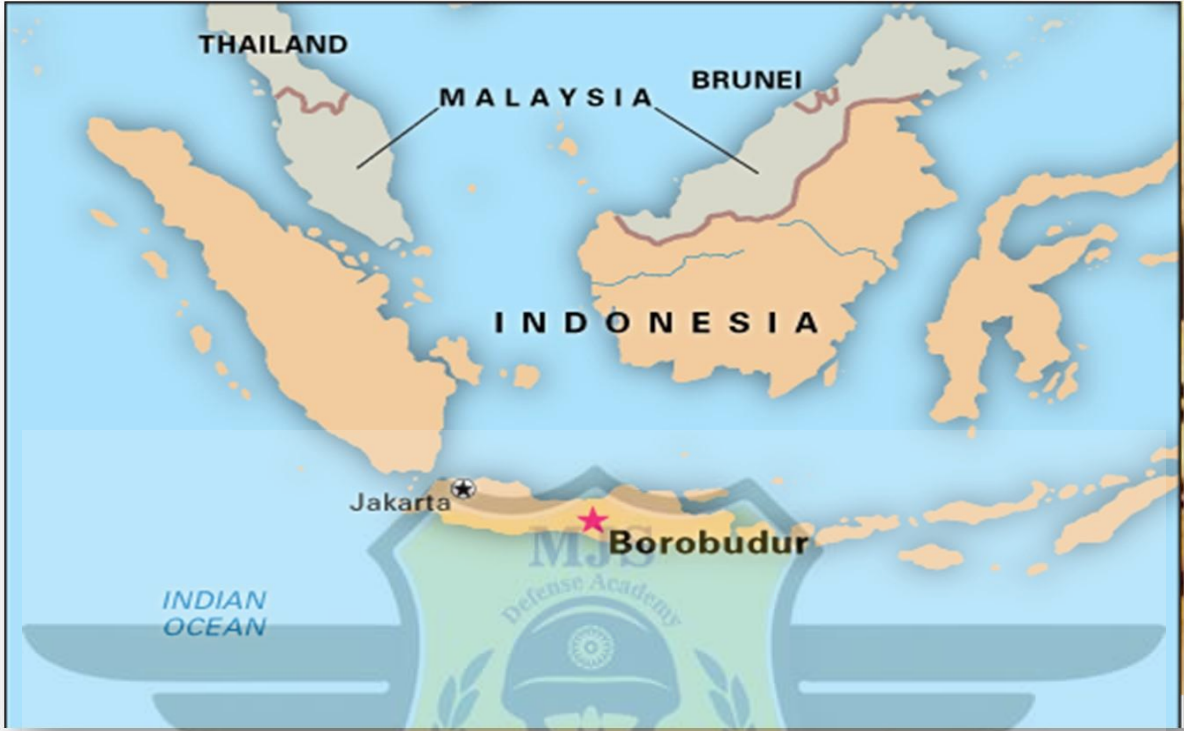 THAILAND
MALAYSIA
BRUNEI
INDONESIA
Jakarta
Borobudur
MJS
Defense Academy
INDIAN
OCEAN